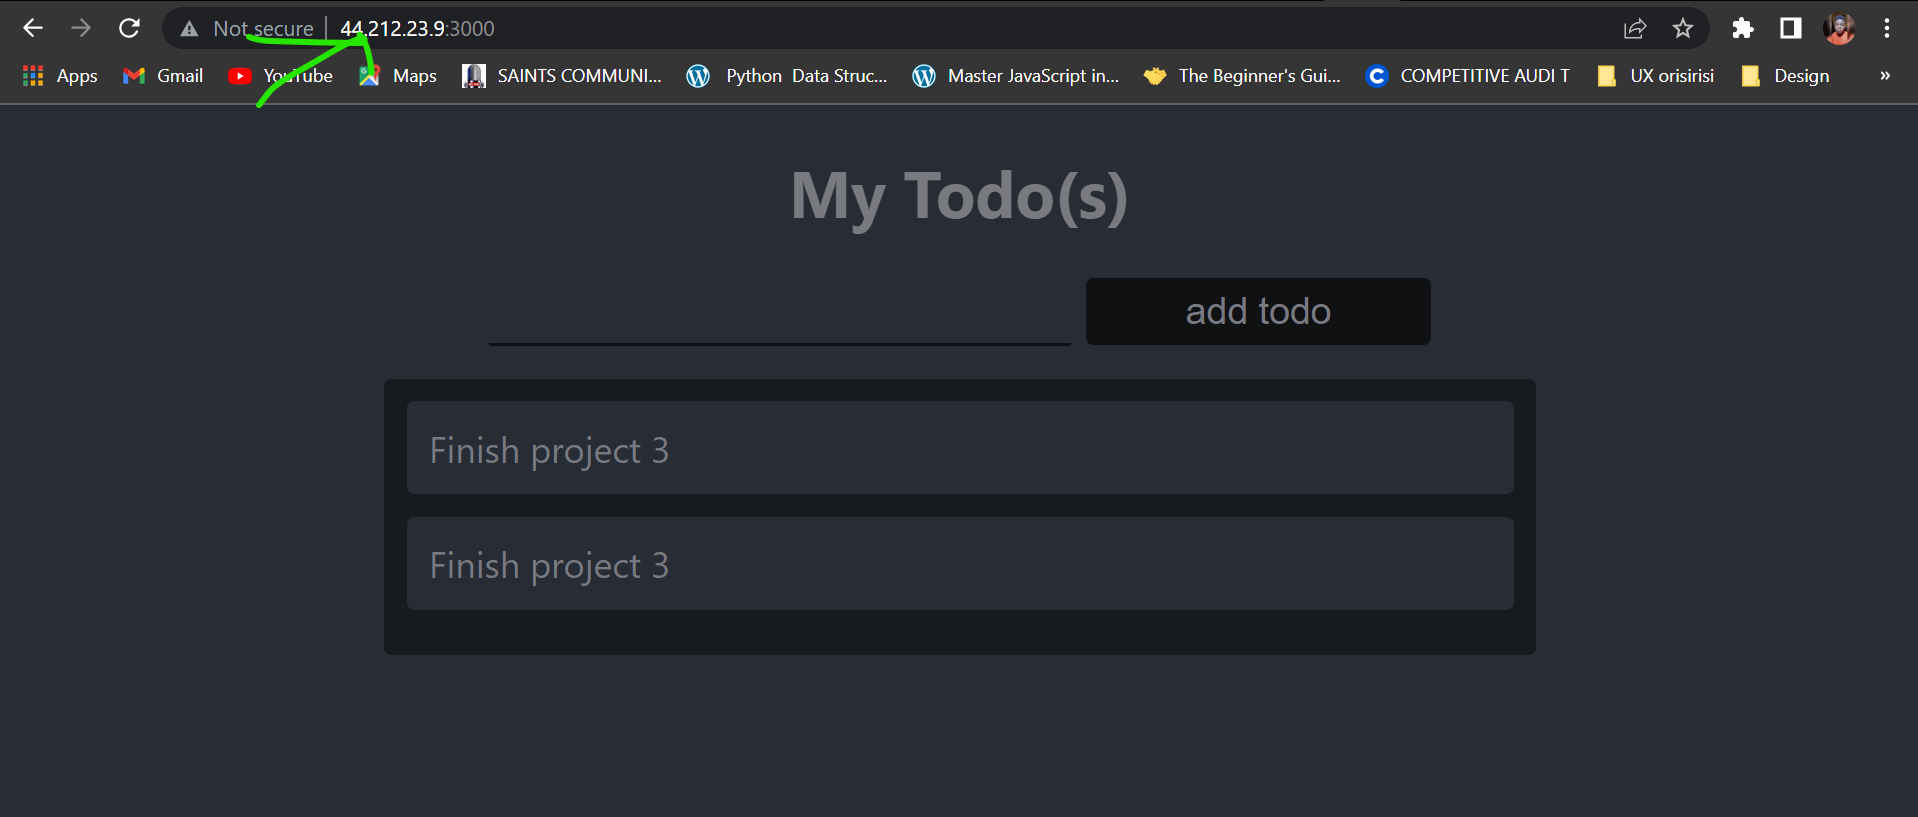 Not secure 44.212.23.9:3000
Apps Gmail YouTube Maps SAINTS COMMUNI... Python Data Struc... Master JavaScript in... The Beginner's Gui... COMPETITIVE AUDI T UX orisirisi Design »
My Todo(s)
add todo
Finish project 3
Finish project 3